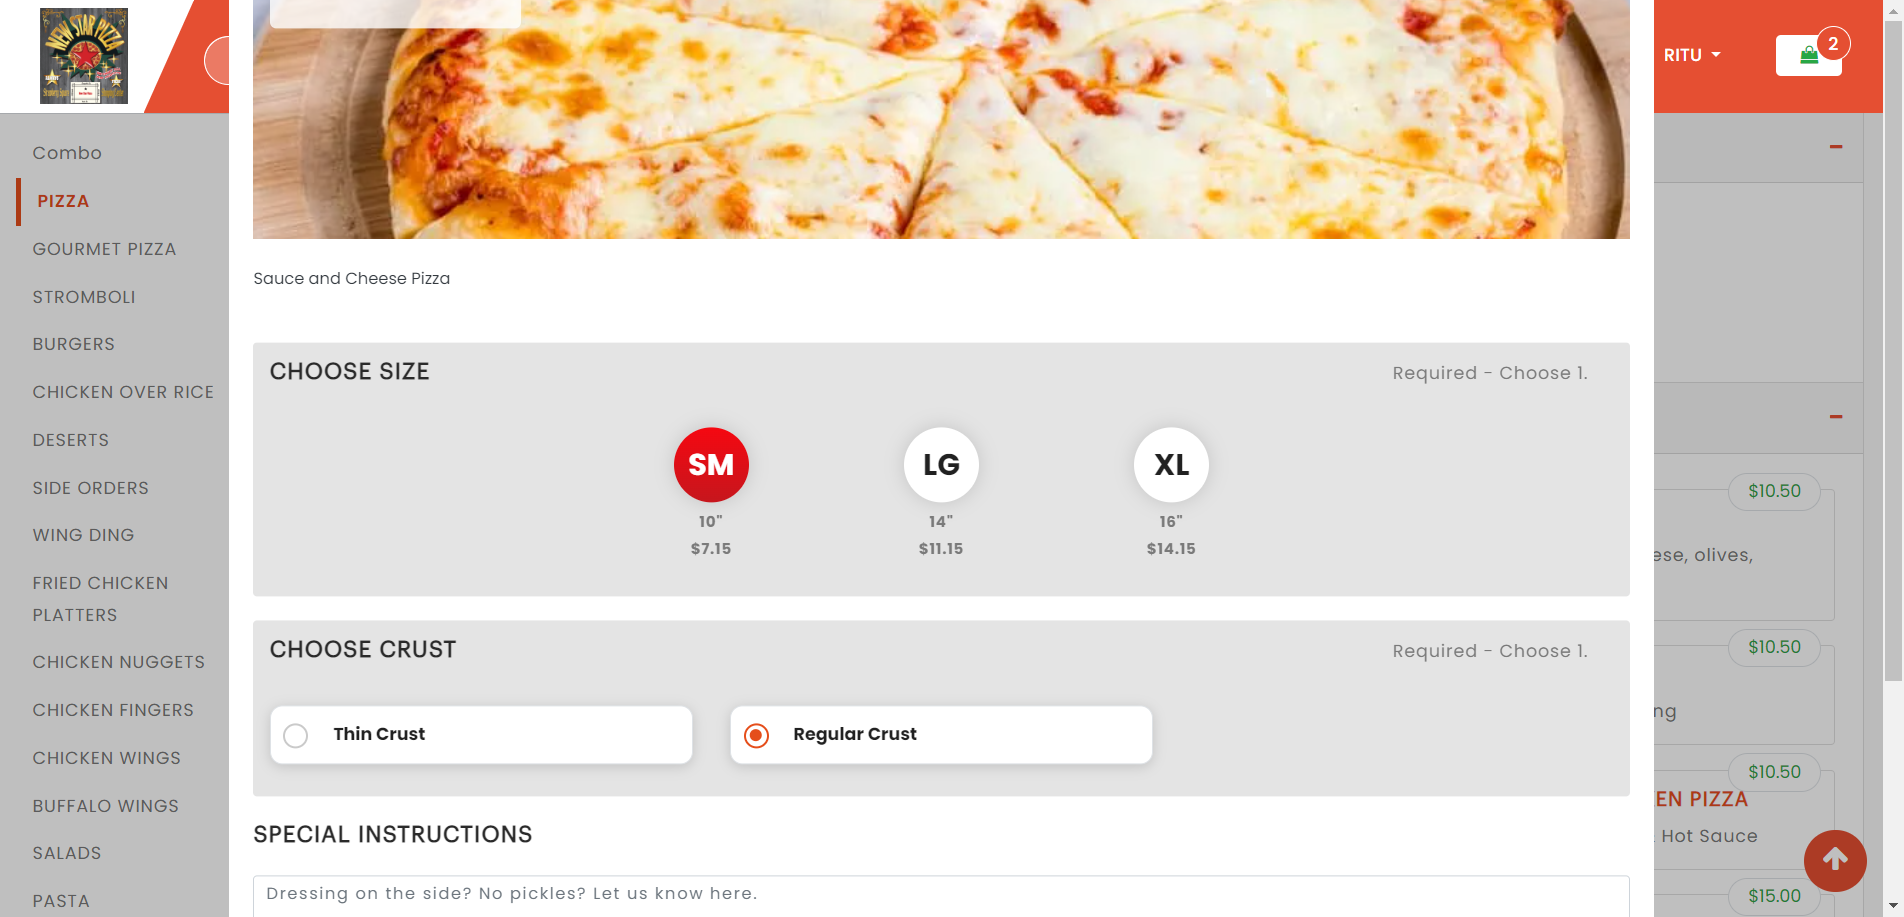 NEW STAR PIZZA
RITU
2
Combo
PIZZA
GOURMET PIZZA
STROMBOLI
BURGERS
CHICKEN OVER RICE
DESERTS
SIDE ORDERS
WING DING
FRIED CHICKEN
PLATTERS
CHICKEN NUGGETS
CHICKEN FINGERS
CHICKEN WINGS
BUFFALO WINGS
SALADS
PASTA
Sauce and Cheese Pizza
CHOOSE SIZE
Required - Choose 1.
SM LG XL
10" 14" 16"
$7.15 $11.15 $14.15
CHOOSE CRUST
Required - Choose 1.
Thin Crust
Regular Crust
SPECIAL INSTRUCTIONS
Dressing on the side? No pickles? Let us know here.
$10.50
ese, olives,
$10.50
ng
$10.50
EN PIZZA
Hot Sauce
$15.00